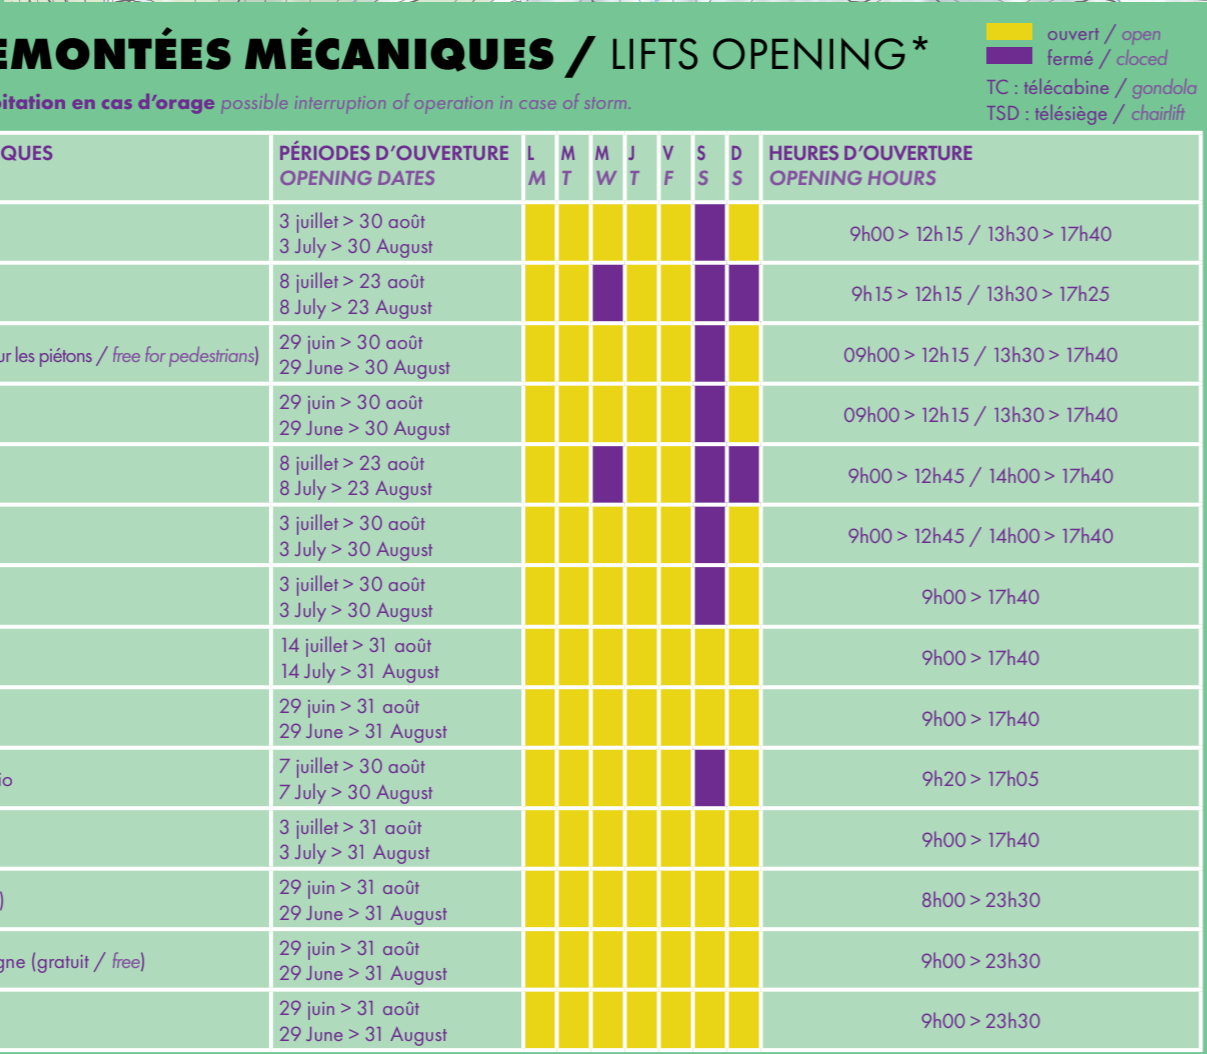 EMONTÉES MÉCANIQUES / LIFTS OPENING*
ouvert / open
fermé / cloced
TC : télécabine / gondola
TSD : télésiège / chairlift
itation en cas d'orage possible interruption of operation in case of storm.
QUES
PÉRIODES D'OUVERTURE L M M J V S D HEURES D'OUVERTURE
OPENING DATES M T W T F S S OPENING HOURS
3 juillet > 30 août
3 July > 30 August
9h00 > 12h15 / 13h30 > 17h40
8 juillet > 23 août
8 July > 23 August
9h15 > 12h15 / 13h30 > 17h25
ur les piétons / free for pedestrians)
29 juin > 30 août
29 June > 30 August
09h00 > 12h15 / 13h30 > 17h40
29 juin > 30 août
29 June > 30 August
09h00 > 12h15 / 13h30 > 17h40
8 juillet > 23 août
8 July > 23 August
9h00 > 12h45 / 14h00 > 17h40
3 juillet > 30 août
3 July > 30 August
9h00 > 12h45 / 14h00 > 17h40
3 juillet > 30 août
3 July > 30 August
9h00 > 17h40
14 juillet > 31 août
14 July > 31 August
9h00 > 17h40
29 juin > 31 août
29 June > 31 August
9h00 > 17h40
io
7 juillet > 30 août
7 July > 30 August
9h20 > 17h05
3 juillet > 31 août
3 July > 31 August
9h00 > 17h40
)
29 juin > 31 août
29 June > 31 August
8h00 > 23h30
gne (gratuit / free)
29 juin > 31 août
29 June > 31 August
9h00 > 23h30
29 juin > 31 août
29 June > 31 August
9h00 > 23h30